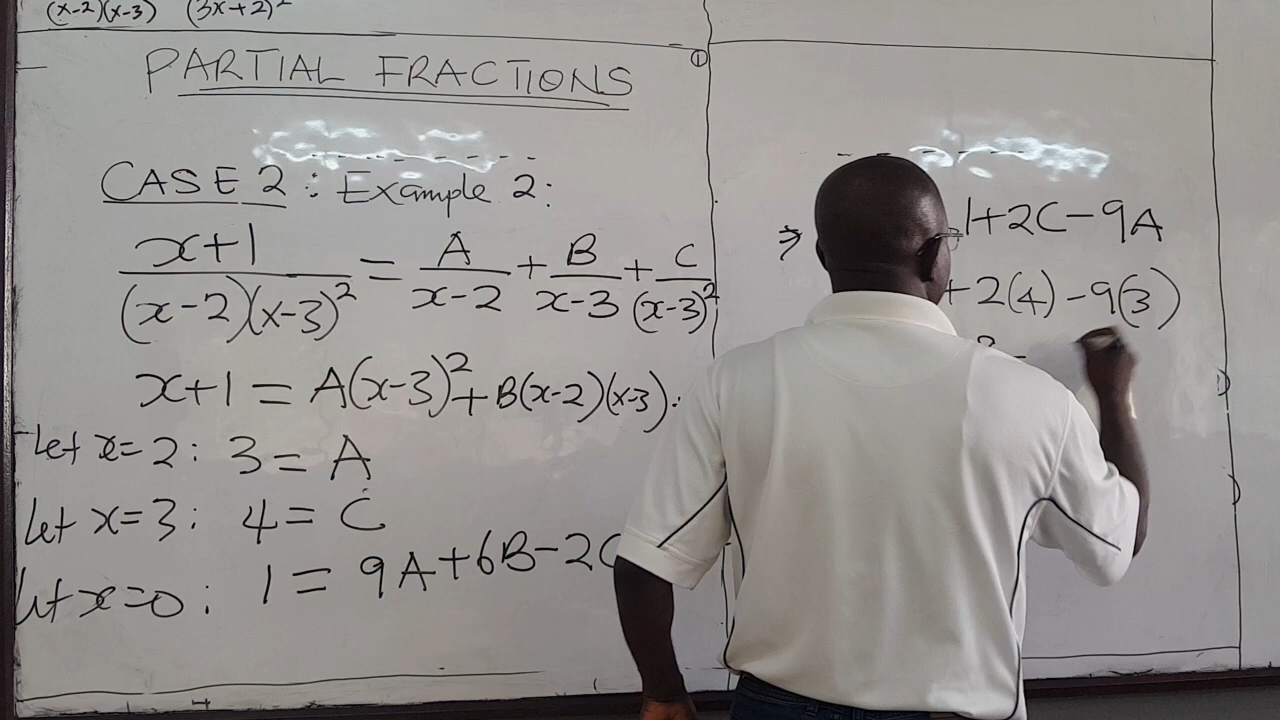 (x-2)(x-3) (3x+2)²
PARTIAL FRACTIONS
①
CASE 2 : Example 2:
x+1 / (x-2)(x-3)² = A / x-2 + B / x-3 + C / (x-3)²
x+1 = A(x-3)² + B(x-2)(x-3)
Let x=2 : 3 = A
Let x=3 : 4 = C
Let x=0 : 1 = 9A+6B-2C
⇒ 1+2C-9A
+2(4)-9(3)